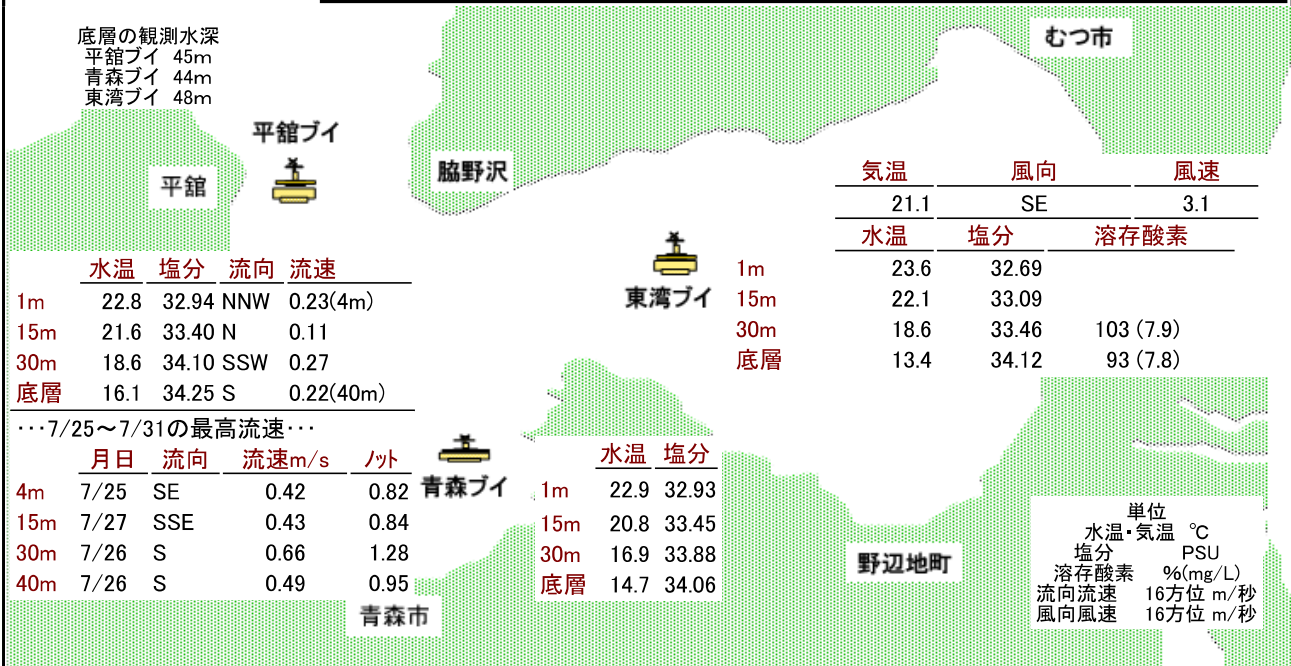 底層の観測水深
平舘ブイ 45m
青森ブイ 44m
東湾ブイ 48m
むつ市
平舘ブイ
脇野沢
平舘
気温 風向 風速
21.1 SE 3.1
水温 塩分 溶存酸素
1m 23.6 32.69
15m 22.1 33.09
30m 18.6 33.46 103 (7.9)
底層 13.4 34.12 93 (7.8)
東湾ブイ
水温 塩分 流向 流速
1m 22.8 32.94 NNW 0.23(4m)
15m 21.6 33.40 N 0.11
30m 18.6 34.10 SSW 0.27
底層 16.1 34.25 S 0.22(40m)
･･･7/25～7/31の最高流速･･･
月日 流向 流速m/s ﾉｯﾄ
4m 7/25 SE 0.42 0.82
15m 7/27 SSE 0.43 0.84
30m 7/26 S 0.66 1.28
40m 7/26 S 0.49 0.95
青森ブイ
水温 塩分
1m 22.9 32.93
15m 20.8 33.45
30m 16.9 33.88
底層 14.7 34.06
青森市
野辺地町
単位
水温・気温 ℃
塩分 PSU
溶存酸素 %(mg/L)
流向流速 16方位 m/秒
風向風速 16方位 m/秒